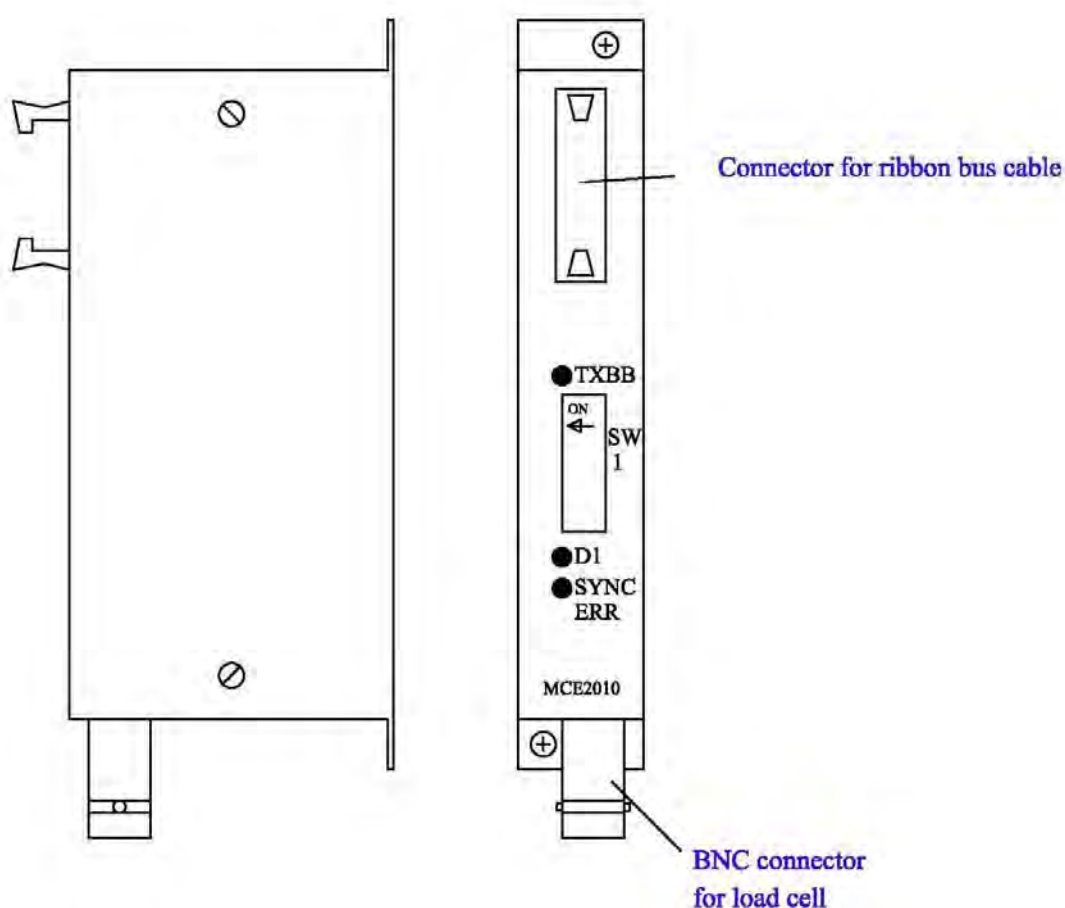 Connector for ribbon bus cable
TXBB
ON
SW
1
D1
SYNC
ERR
MCE2010
BNC connector
for load cell